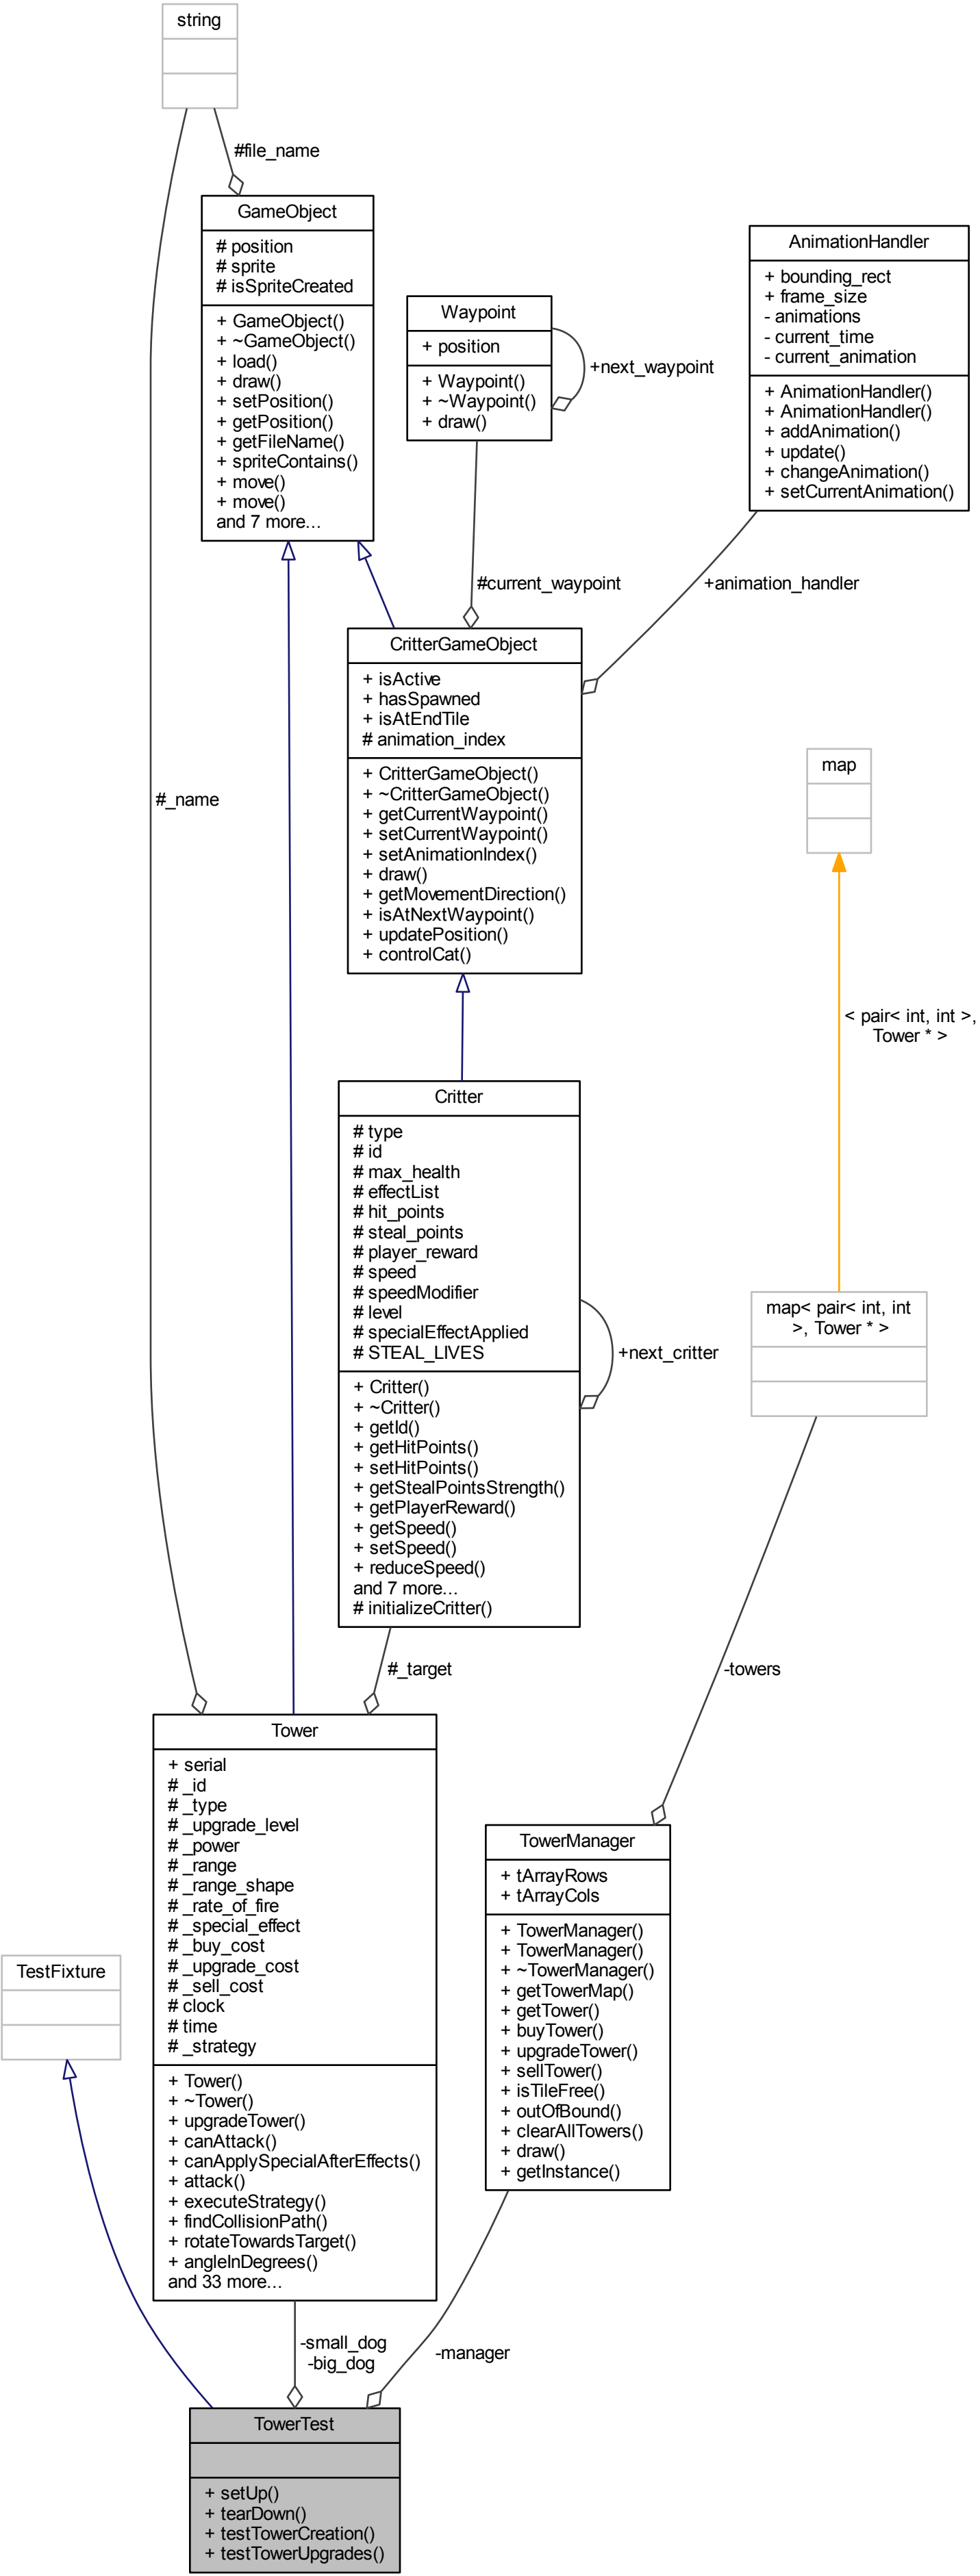 string
#file_name
GameObject
# position
# sprite
# isSpriteCreated
+ GameObject()
+ ~GameObject()
+ load()
+ draw()
+ setPosition()
+ getPosition()
+ getFileName()
+ spriteContains()
+ move()
+ move()
and 7 more...
Waypoint
+ position
+ Waypoint()
+ ~Waypoint()
+ draw()
+next_waypoint
AnimationHandler
+ bounding_rect
+ frame_size
- animations
- current_time
- current_animation
+ AnimationHandler()
+ AnimationHandler()
+ addAnimation()
+ update()
+ changeAnimation()
+ setCurrentAnimation()
#current_waypoint
+animation_handler
CritterGameObject
+ isActive
+ hasSpawned
+ isAtEndTile
# animation_index
+ CritterGameObject()
+ ~CritterGameObject()
+ getCurrentWaypoint()
+ setCurrentWaypoint()
+ setAnimationIndex()
+ draw()
+ getMovementDirection()
+ isAtNextWaypoint()
+ updatePosition()
+ controlCat()
#_name
map
< pair< int, int >,
Tower * >
Critter
# type
# id
# max_health
# effectList
# hit_points
# steal_points
# player_reward
# speed
# speedModifier
# level
# specialEffectApplied
# STEAL_LIVES
+ Critter()
+ ~Critter()
+ getId()
+ getHitPoints()
+ setHitPoints()
+ getStealPointsStrength()
+ getPlayerReward()
+ getSpeed()
+ setSpeed()
+ reduceSpeed()
and 7 more...
# initializeCritter()
+next_critter
map< pair< int, int
>, Tower * >
#_target
-towers
Tower
+ serial
# _id
# _type
# _upgrade_level
# _power
# _range
# _range_shape
# _rate_of_fire
# _special_effect
# _buy_cost
# _upgrade_cost
# _sell_cost
# clock
# time
# _strategy
+ Tower()
+ ~Tower()
+ upgradeTower()
+ canAttack()
+ canApplySpecialAfterEffects()
+ attack()
+ executeStrategy()
+ findCollisionPath()
+ rotateTowardsTarget()
+ angleInDegrees()
and 33 more...
TowerManager
+ tArrayRows
+ tArrayCols
+ TowerManager()
+ TowerManager()
+ ~TowerManager()
+ getTowerMap()
+ getTower()
+ buyTower()
+ upgradeTower()
+ sellTower()
+ isTileFree()
+ outOfBound()
+ clearAllTowers()
+ draw()
+ getInstance()
TestFixture
-small_dog
-big_dog
-manager
TowerTest
+ setUp()
+ tearDown()
+ testTowerCreation()
+ testTowerUpgrades()